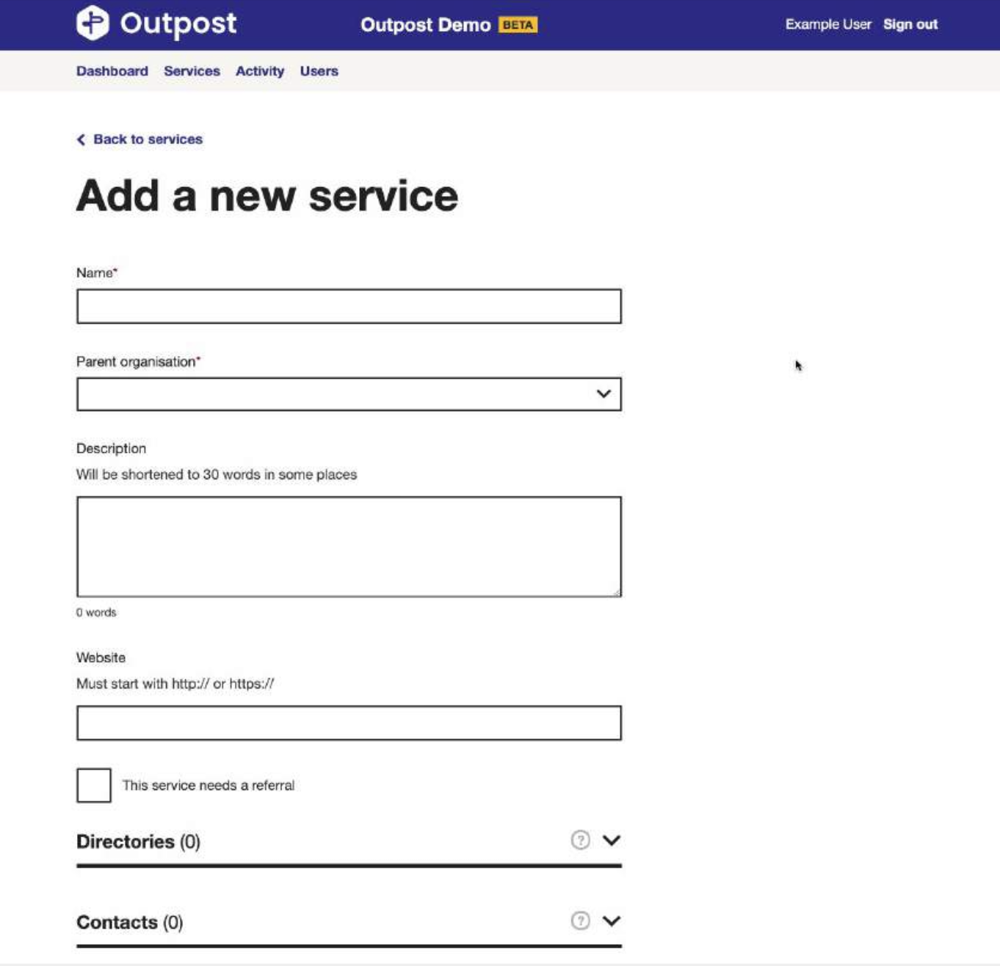 Outpost Outpost Demo BETA Example User Sign out
Dashboard Services Activity Users
Back to services
Add a new service
Name*
Parent organisation*
Description
Will be shortened to 30 words in some places
0 words
Website
Must start with http:// or https://
This service needs a referral
Directories (0) ?
Contacts (0) ?